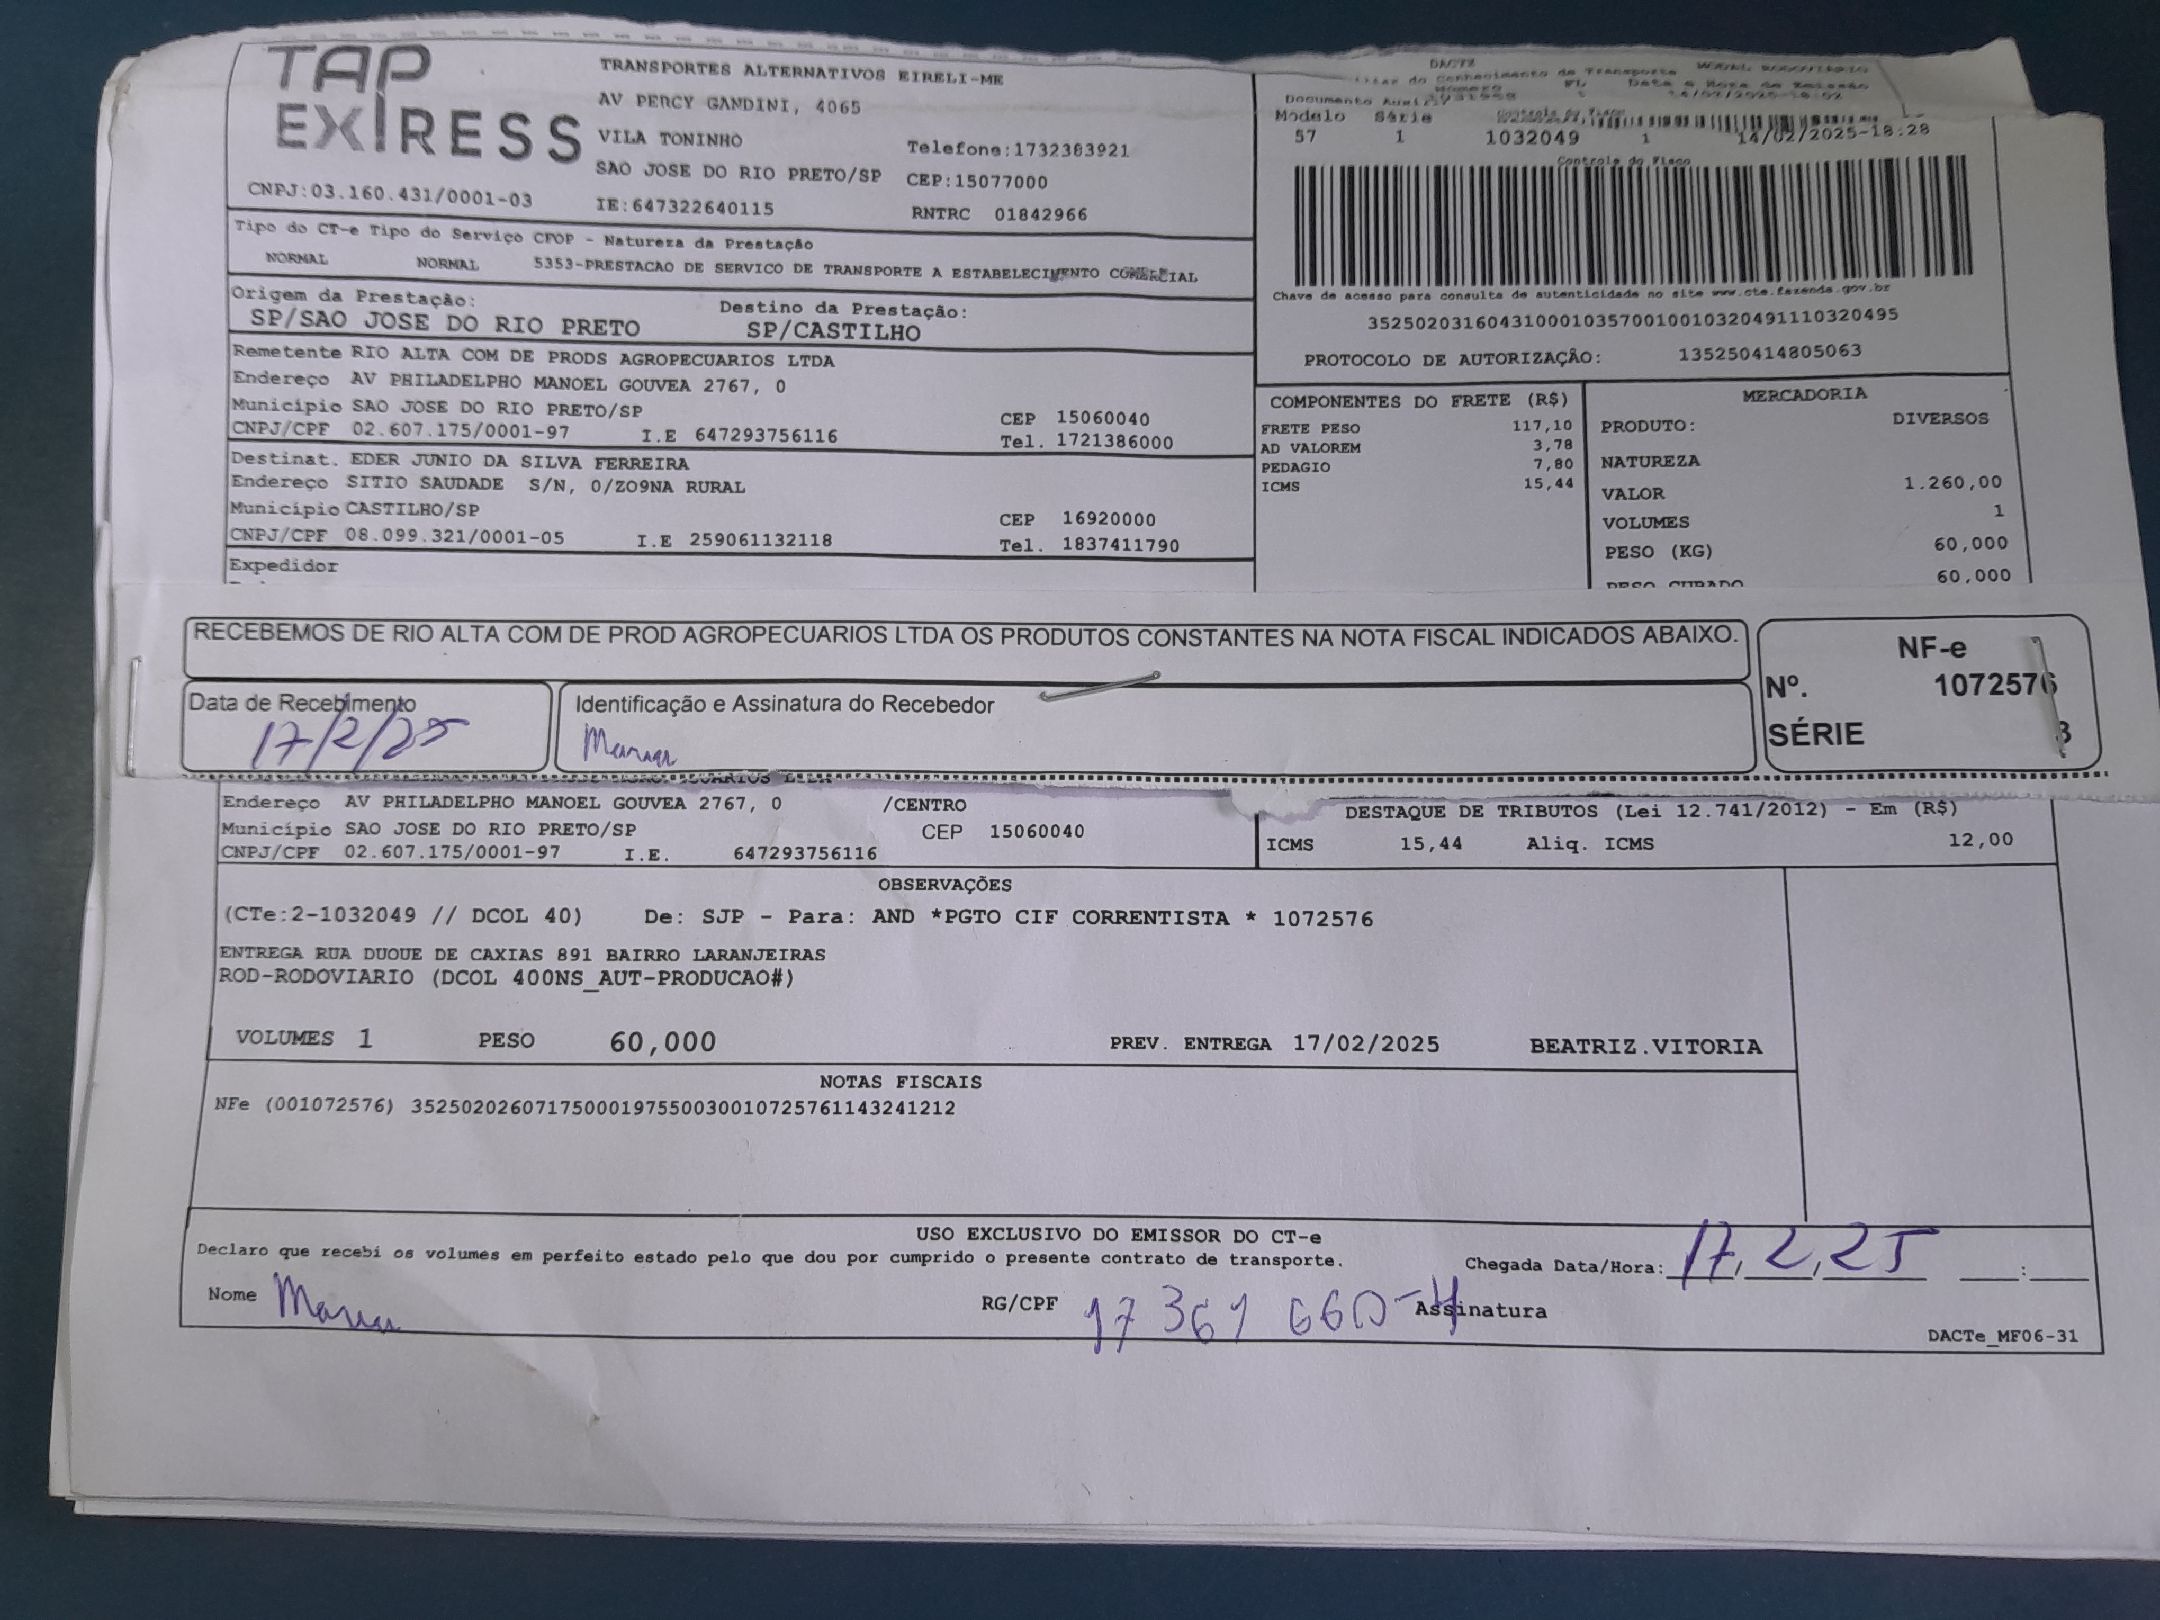 TAP
EXPRESS
TRANSPORTES ALTERNATIVOS EIRELI-ME
AV PERCY GANDINI, 4065
VILA TONINHO
Telefone:1732383921
SAO JOSE DO RIO PRETO/SP CEP:15077000
CNPJ:03.160.431/0001-03 IE:647322640115 RNTRC 01842966
DACTE
Modelo Série
57 1 1032049 1 14/02/2025-18:28
Controle do Fisco
Chave de acesso para consulta de autenticidade no site www.cte.fazenda.gov.br
35250203160431000103570010010320491110320495
PROTOCOLO DE AUTORIZAÇÃO: 135250414805063
Tipo do CT-e Tipo do Serviço CFOP - Natureza da Prestação
NORMAL NORMAL 5353-PRESTACAO DE SERVICO DE TRANSPORTE A ESTABELECIMENTO COMERCIAL
Origem da Prestação: Destino da Prestação:
SP/SAO JOSE DO RIO PRETO SP/CASTILHO
Remetente RIO ALTA COM DE PRODS AGROPECUARIOS LTDA
Endereço AV PHILADELPHO MANOEL GOUVEA 2767, 0
Município SAO JOSE DO RIO PRETO/SP CEP 15060040
CNPJ/CPF 02.607.175/0001-97 I.E 647293756116 Tel. 1721386000
Destinat. EDER JUNIO DA SILVA FERREIRA
Endereço SITIO SAUDADE S/N, 0/ZO9NA RURAL
Município CASTILHO/SP CEP 16920000
CNPJ/CPF 08.099.321/0001-05 I.E 259061132118 Tel. 1837411790
Expedidor
COMPONENTES DO FRETE (R$)
FRETE PESO 117,10
AD VALOREM 3,78
PEDAGIO 7,80
ICMS 15,44
MERCADORIA
PRODUTO: DIVERSOS
NATUREZA
VALOR 1.260,00
VOLUMES 1
PESO (KG) 60,000
PESO CUBADO 60,000
RECEBEMOS DE RIO ALTA COM DE PROD AGROPECUARIOS LTDA OS PRODUTOS CONSTANTES NA NOTA FISCAL INDICADOS ABAIXO.
Data de Recebimento
17/2/25
Identificação e Assinatura do Recebedor
NF-e
Nº. 1072576
SÉRIE 3
Endereço AV PHILADELPHO MANOEL GOUVEA 2767, 0 /CENTRO
Município SAO JOSE DO RIO PRETO/SP CEP 15060040
CNPJ/CPF 02.607.175/0001-97 I.E. 647293756116
DESTAQUE DE TRIBUTOS (Lei 12.741/2012) - Em (R$)
ICMS 15,44 Aliq. ICMS 12,00
OBSERVAÇÕES
(CTe:2-1032049 // DCOL 40) De: SJP - Para: AND *PGTO CIF CORRENTISTA * 1072576
ENTREGA RUA DUOUE DE CAXIAS 891 BAIRRO LARANJEIRAS
ROD-RODOVIARIO (DCOL 400NS_AUT-PRODUCAO#)
VOLUMES 1 PESO 60,000 PREV. ENTREGA 17/02/2025 BEATRIZ.VITORIA
NOTAS FISCAIS
NFe (001072576) 35250202607175000197550030010725761143241212
USO EXCLUSIVO DO EMISSOR DO CT-e
Declaro que recebi os volumes em perfeito estado pelo que dou por cumprido o presente contrato de transporte.
Chegada Data/Hora: 17,2,25 :
Nome RG/CPF 17 361 660-4 Assinatura
DACTe_MF06-31